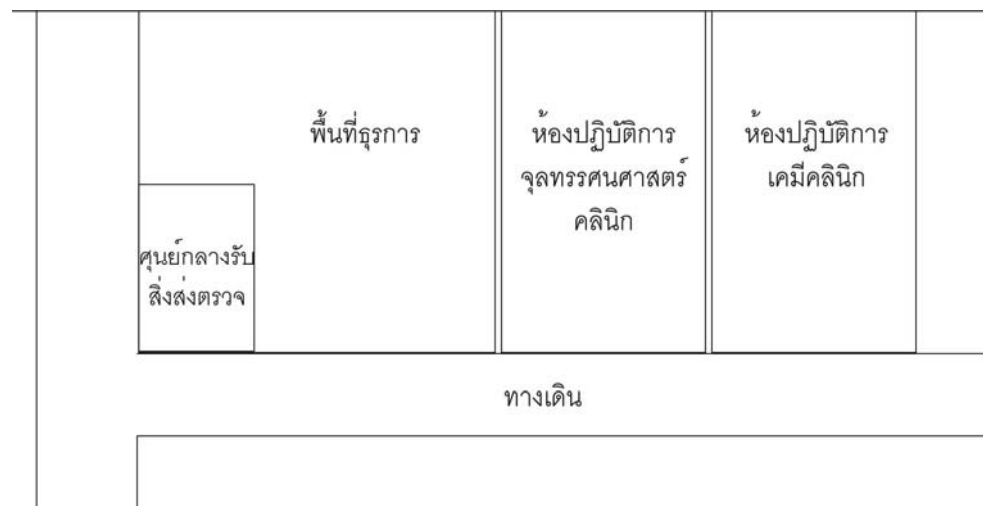 พื้นที่ธุรการ
ห้องปฏิบัติการ
จุลทรรศนศาสตร์
คลินิก
ห้องปฏิบัติการ
เคมีคลินิก
ศูนย์กลางรับ
สิ่งส่งตรวจ
ทางเดิน